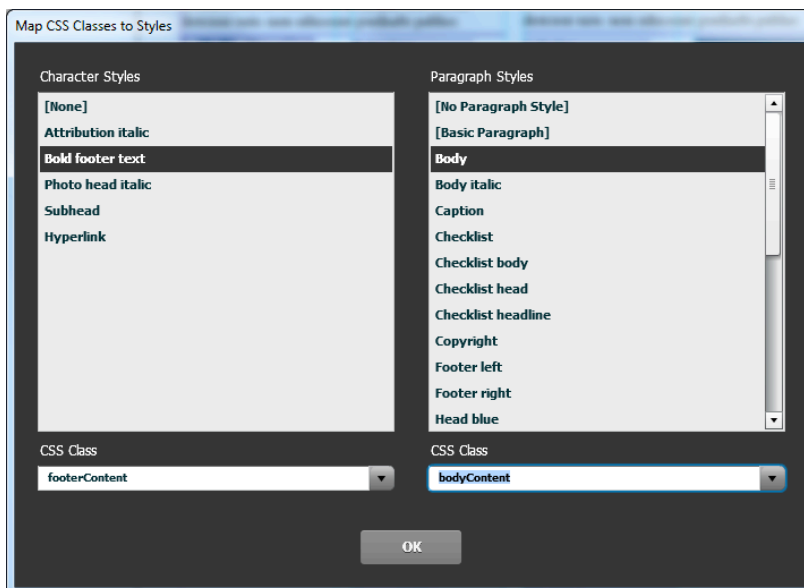 Map CSS Classes to Styles
Character Styles
[None]
Attribution italic
Bold footer text
Photo head italic
Subhead
Hyperlink
CSS Class
footerContent
Paragraph Styles
[No Paragraph Style]
[Basic Paragraph]
Body
Body italic
Caption
Checklist
Checklist body
Checklist head
Checklist headline
Copyright
Footer left
Footer right
Head blue
CSS Class
bodyContent
OK